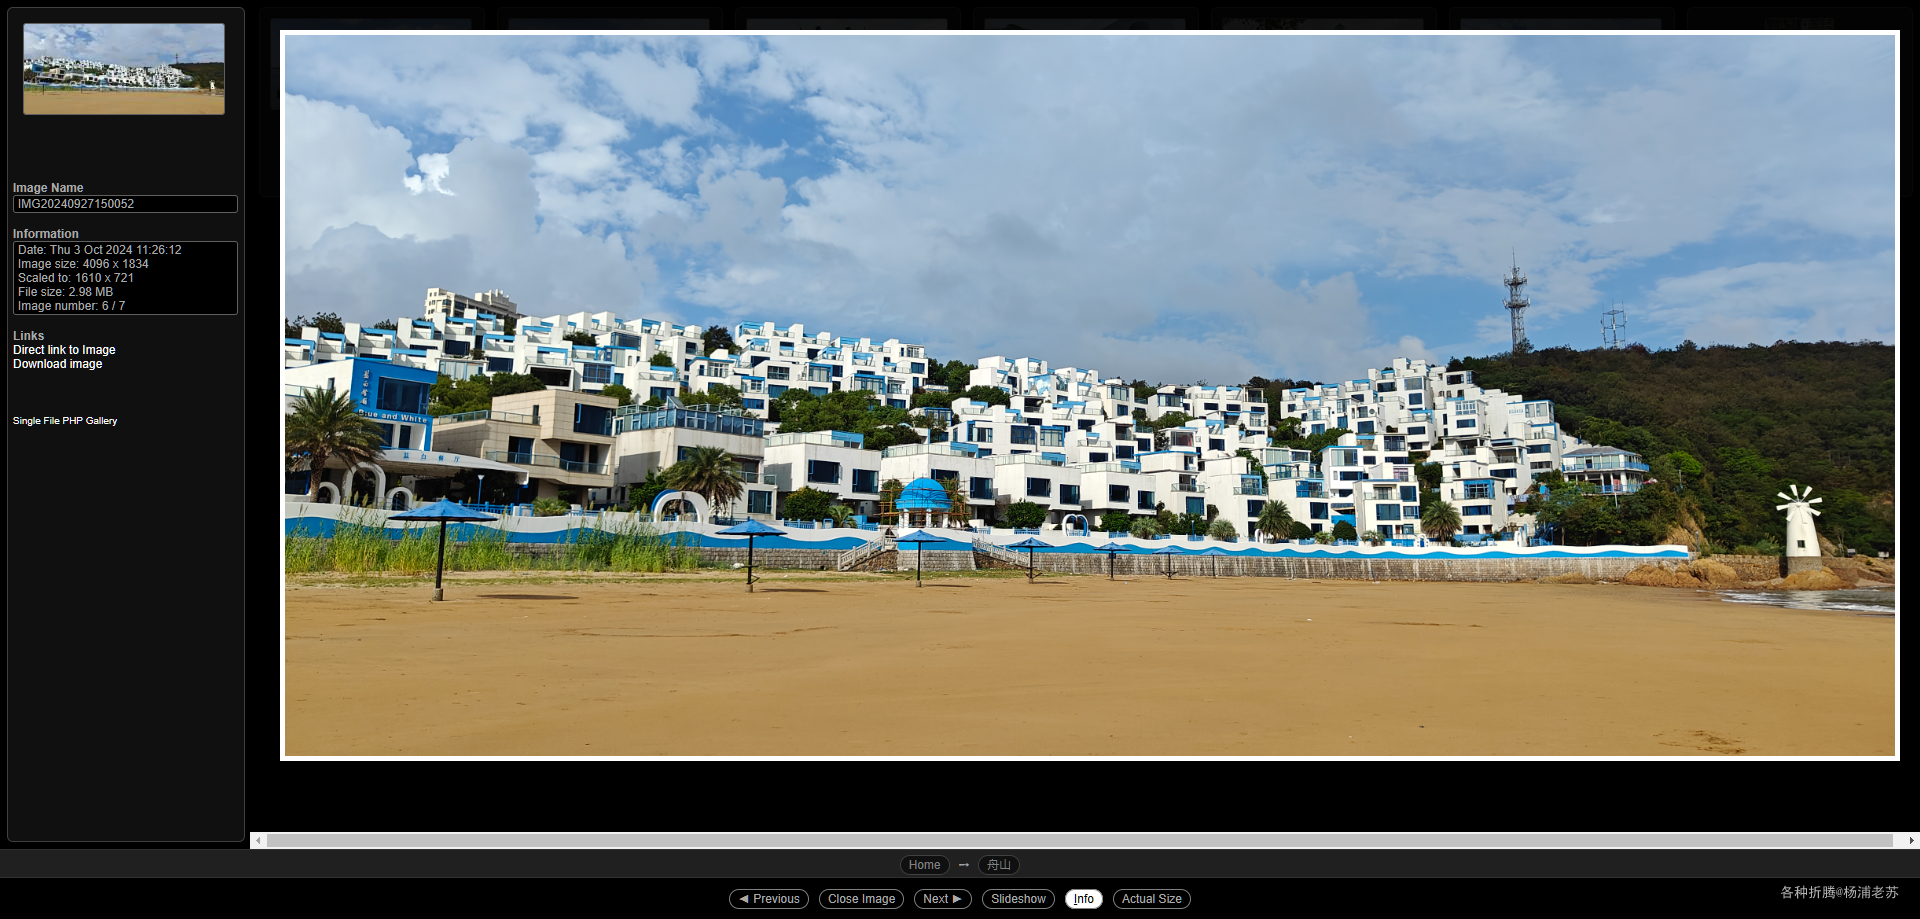 Image Name
IMG20240927150052
Information
Date: Thu 3 Oct 2024 11:26:12
Image size: 4096 x 1834
Scaled to: 1610 x 721
File size: 2.98 MB
Image number: 6 / 7
Links
Direct link to Image
Download image
Single File PHP Gallery
Blue and White
Home → 舟山
◄ Previous Close Image Next ► Slideshow Info Actual Size
各种折腾@杨浦老苏